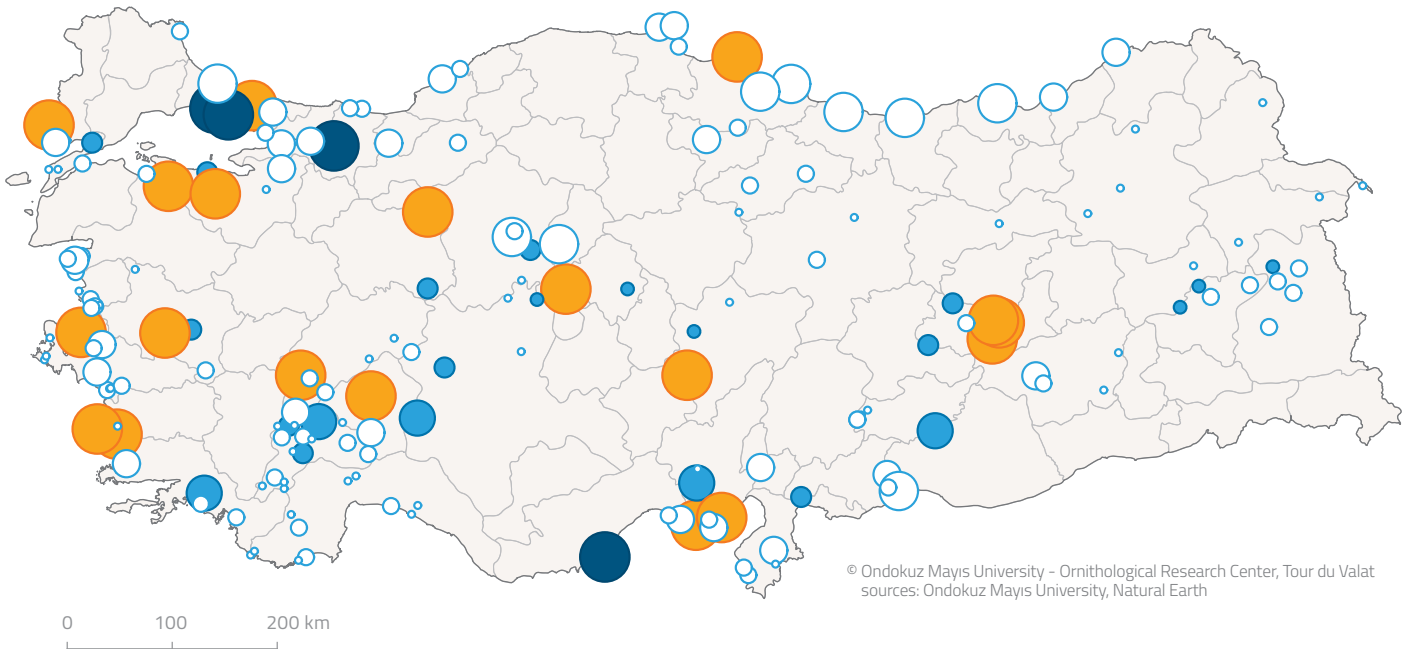 © Ondokuz Mayıs University - Ornithological Research Center, Tour du Valat
sources: Ondokuz Mayıs University, Natural Earth
0 100 200 km